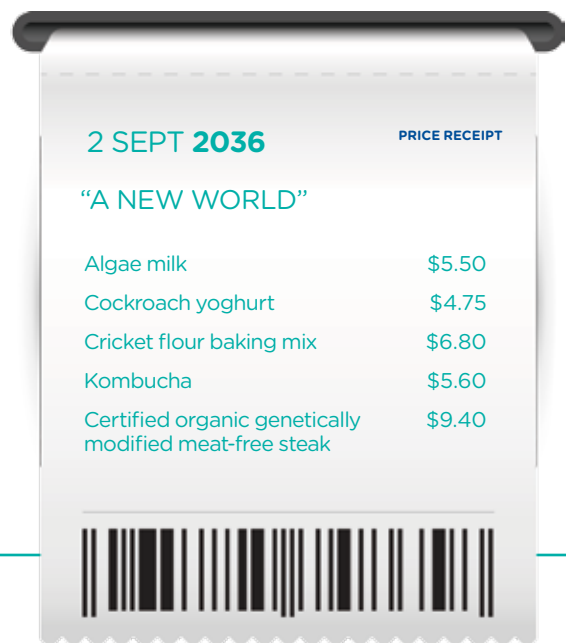 2 SEPT 2036 PRICE RECEIPT
“A NEW WORLD”
Algae milk $5.50
Cockroach yoghurt $4.75
Cricket flour baking mix $6.80
Kombucha $5.60
Certified organic genetically $9.40
modified meat-free steak